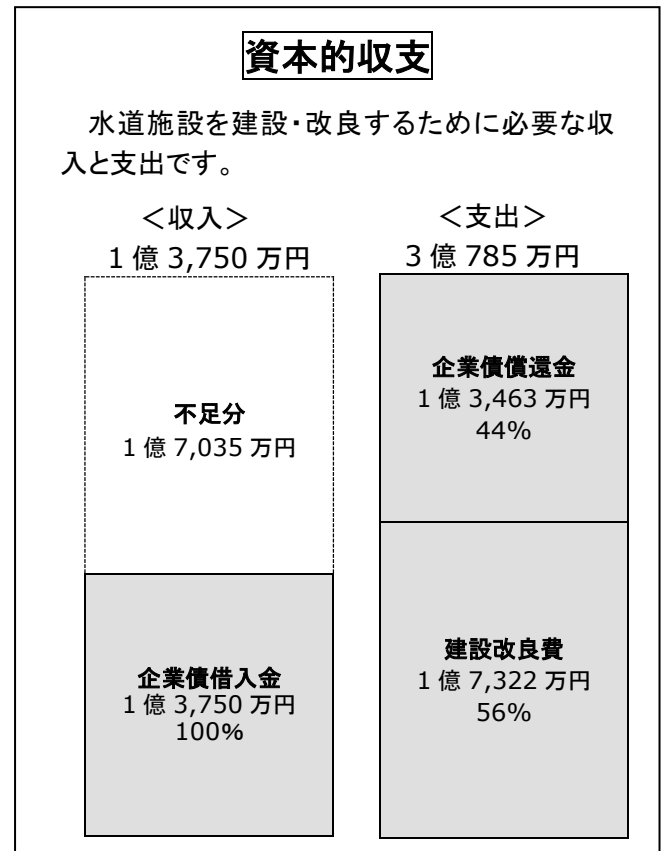 資本的収支
水道施設を建設・改良するために必要な収
入と支出です。
＜収入＞
1 億 3,750 万円
不足分
1 億 7,035 万円
企業債借入金
1 億 3,750 万円
100%
＜支出＞
3 億 785 万円
企業債償還金
1 億 3,463 万円
44%
建設改良費
1 億 7,322 万円
56%